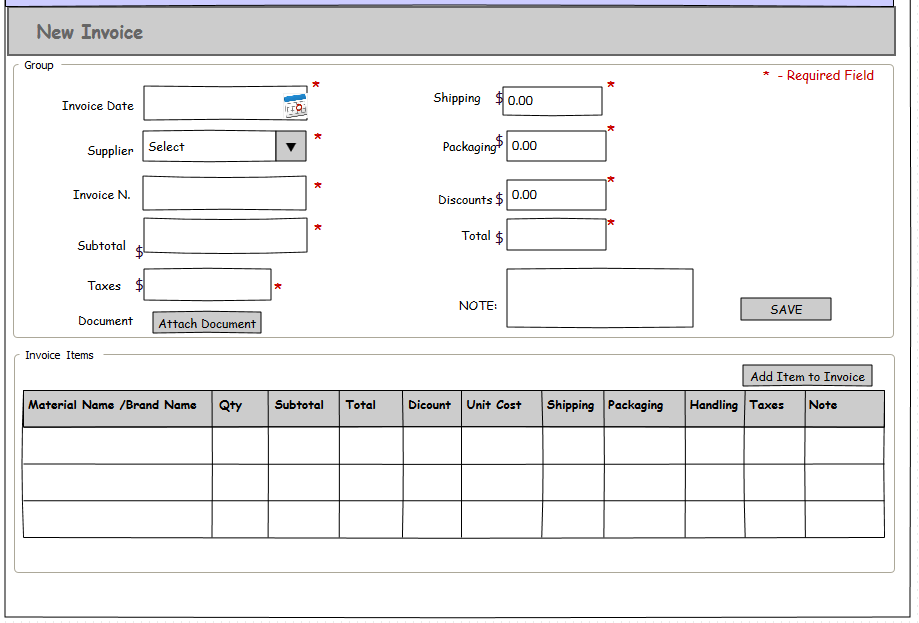 New Invoice
Group
* - Required Field
Invoice Date *
Supplier Select ▼ *
Invoice N. *
Subtotal $ *
Taxes $ *
Document Attach Document
Shipping $ 0.00 *
Packaging $ 0.00 *
Discounts $ 0.00 *
Total $ *
NOTE:
SAVE
Invoice Items
Add Item to Invoice
Material Name /Brand Name Qty Subtotal Total Dicount Unit Cost Shipping Packaging Handling Taxes Note